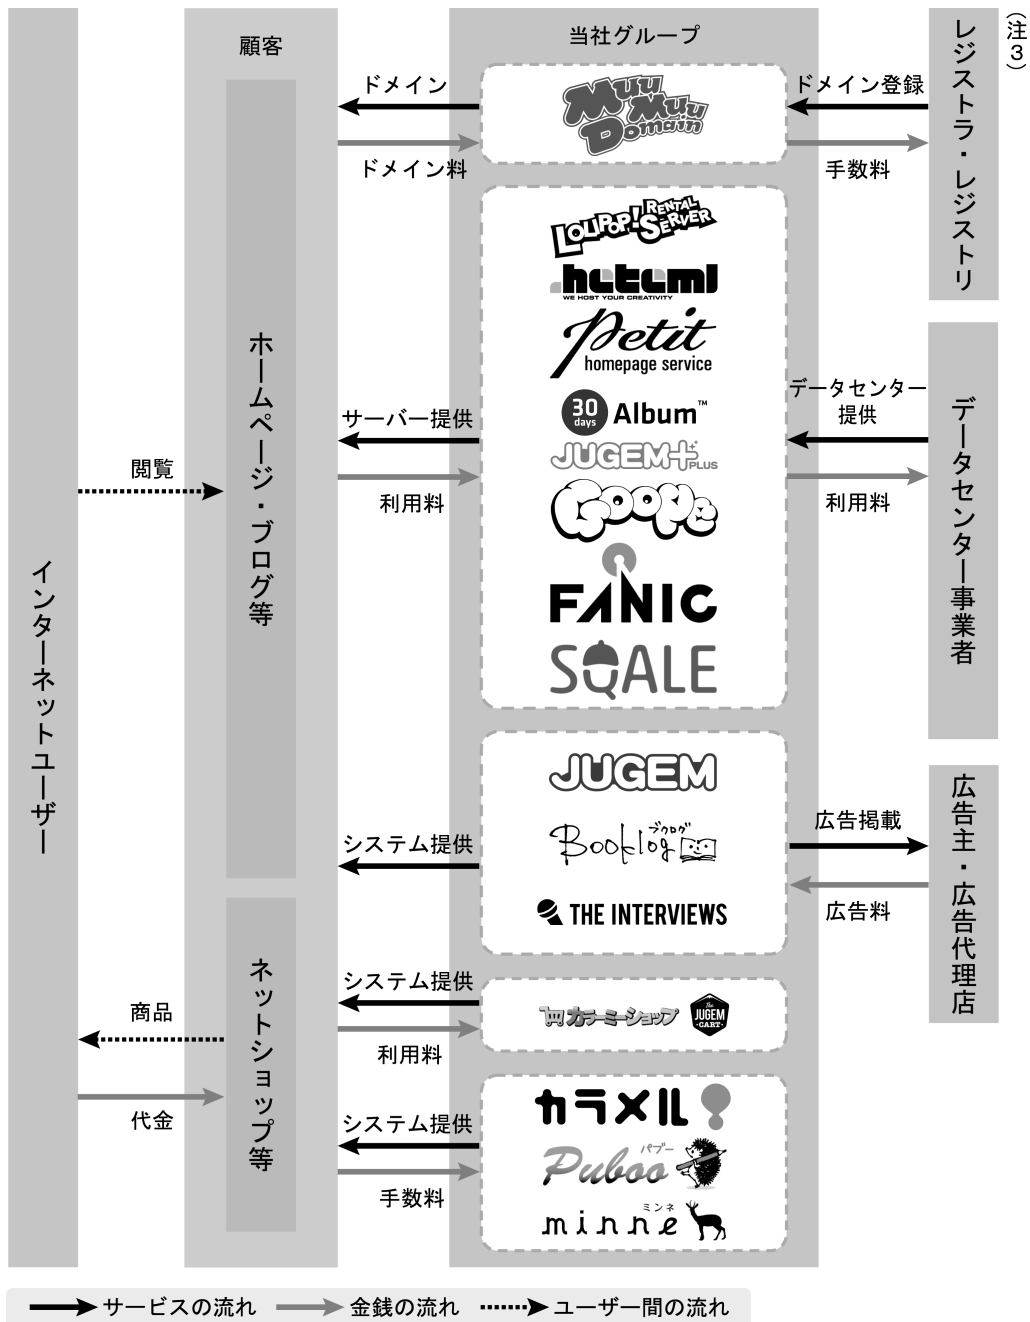 顧客
当社グループ
(注3)
レジストラ・レジストリ
ドメイン
MuuMuu Domain
ドメイン登録
ドメイン料
手数料
LOLIPOP! RENTAL SERVER
.heteml
WE HOST YOUR CREATIVITY
Petit
homepage service
ホームページ・ブログ等
サーバー提供
30 days Album™
データセンター
提供
データセンター事業者
JUGEM PLUS
閲覧
利用料
Goope
利用料
FANIC
SQALE
インターネットユーザー
JUGEM
広告掲載
広告主・広告代理店
システム提供
ブクログ
Booklog
広告料
THE INTERVIEWS
ネットショップ等
システム提供
カラーミーショップ
The JUGEM CART
商品
利用料
代金
カラメル
システム提供
パブー
Puboo
手数料
ミンネ
minne
サービスの流れ
金銭の流れ
ユーザー間の流れ